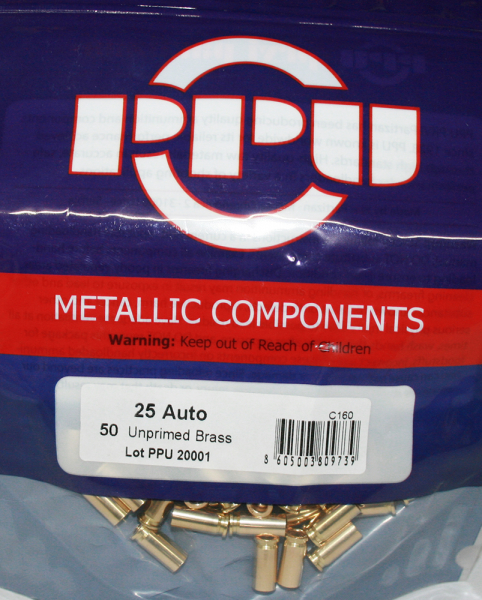 PPU
METALLIC COMPONENTS
Warning: Keep out of Reach of Children
25 Auto
50 Unprimed Brass
Lot PPU 20001
C160
8 605003 809739